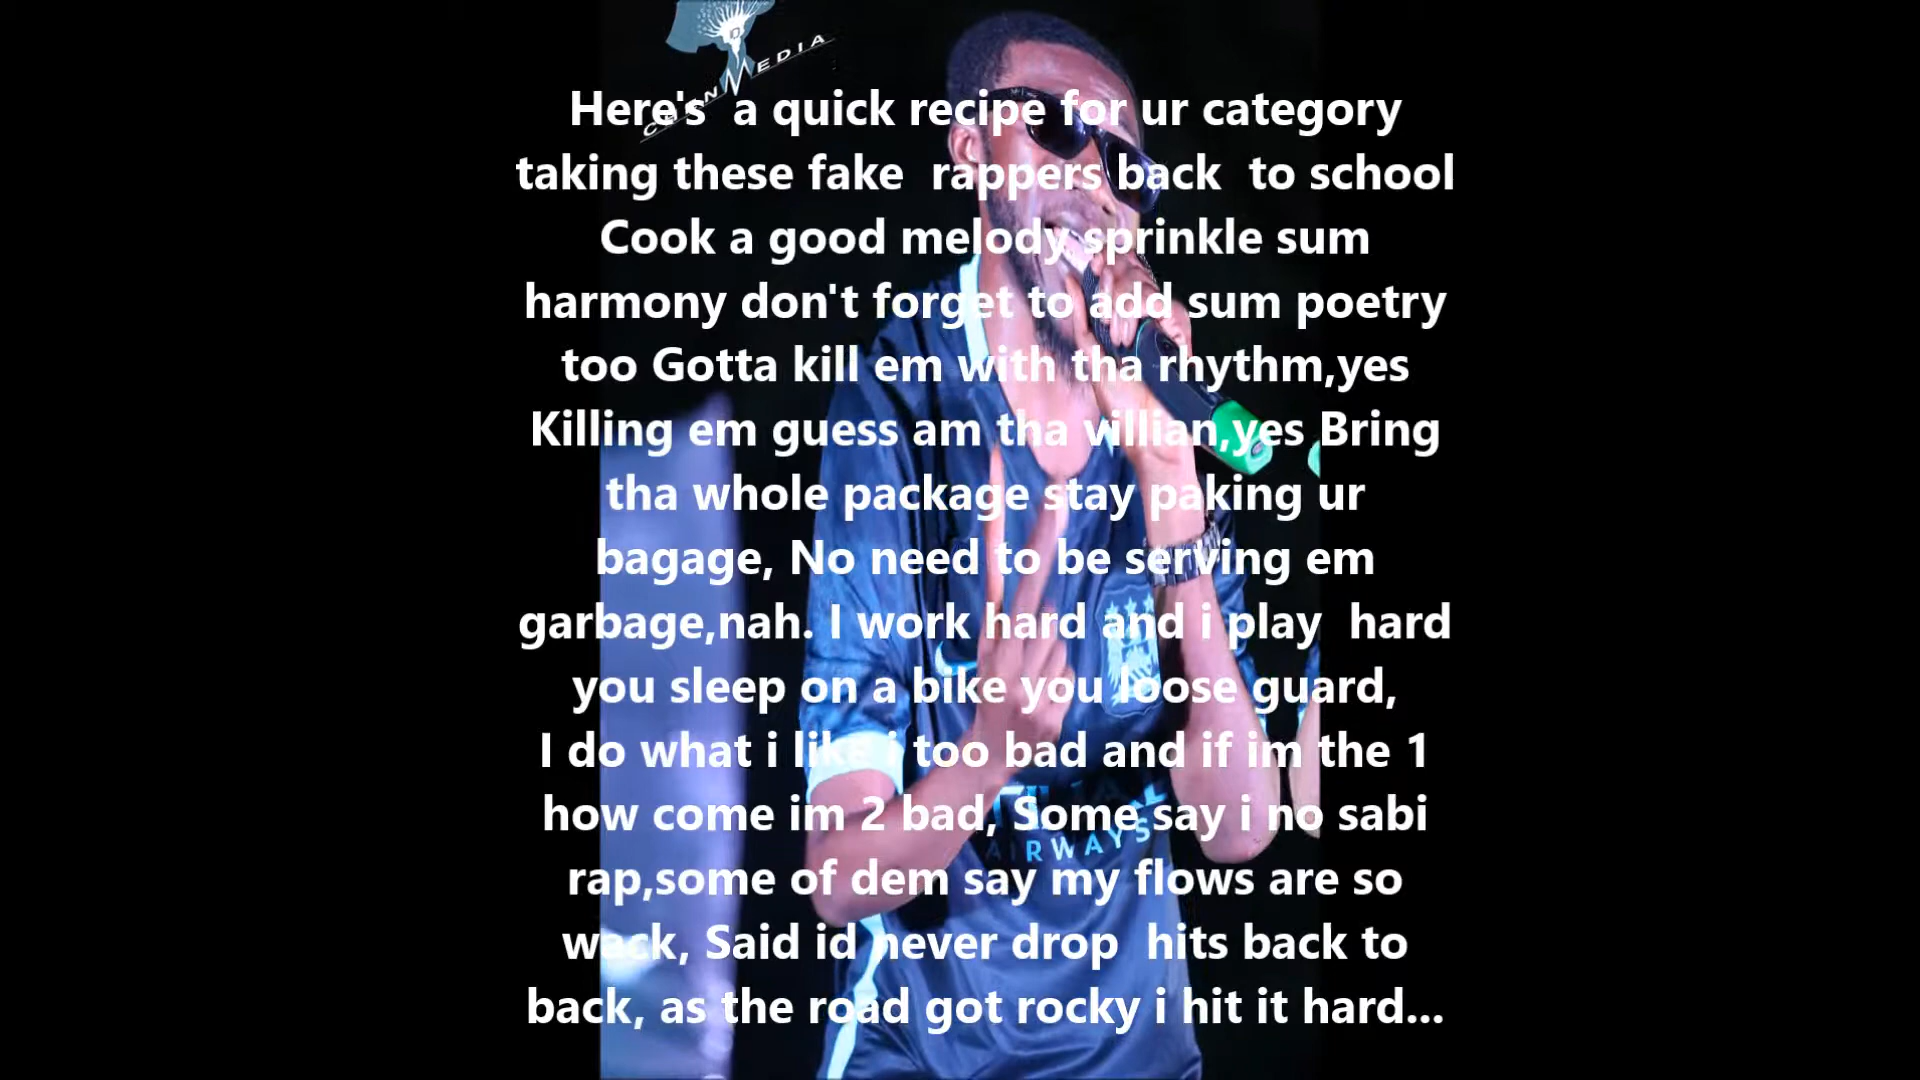 MEDIA
Here's  a quick recipe for ur category
taking these fake  rappers back  to school
Cook a good melody sprinkle sum
harmony don't forget to add sum poetry
too Gotta kill em with tha rhythm,yes
Killing em guess am tha villian,yes Bring
tha whole package stay paking ur
bagage, No need to be serving em
garbage,nah. I work hard and i play  hard
you sleep on a bike you loose guard,
I do what i like i too bad and if im the 1
how come im 2 bad, Some say i no sabi
rap,some of dem say my flows are so
wack, Said id never drop  hits back to
back, as the road got rocky i hit it hard...
AIRWAYS